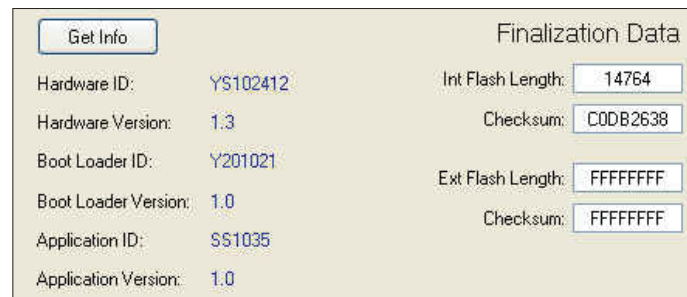 Get Info
Finalization Data
Hardware ID: YS102412
Int Flash Length: 14764
Hardware Version: 1.3
Checksum: C0DB2638
Boot Loader ID: Y201021
Ext Flash Length: FFFFFFFF
Boot Loader Version: 1.0
Checksum: FFFFFFFF
Application ID: SS1035
Application Version: 1.0